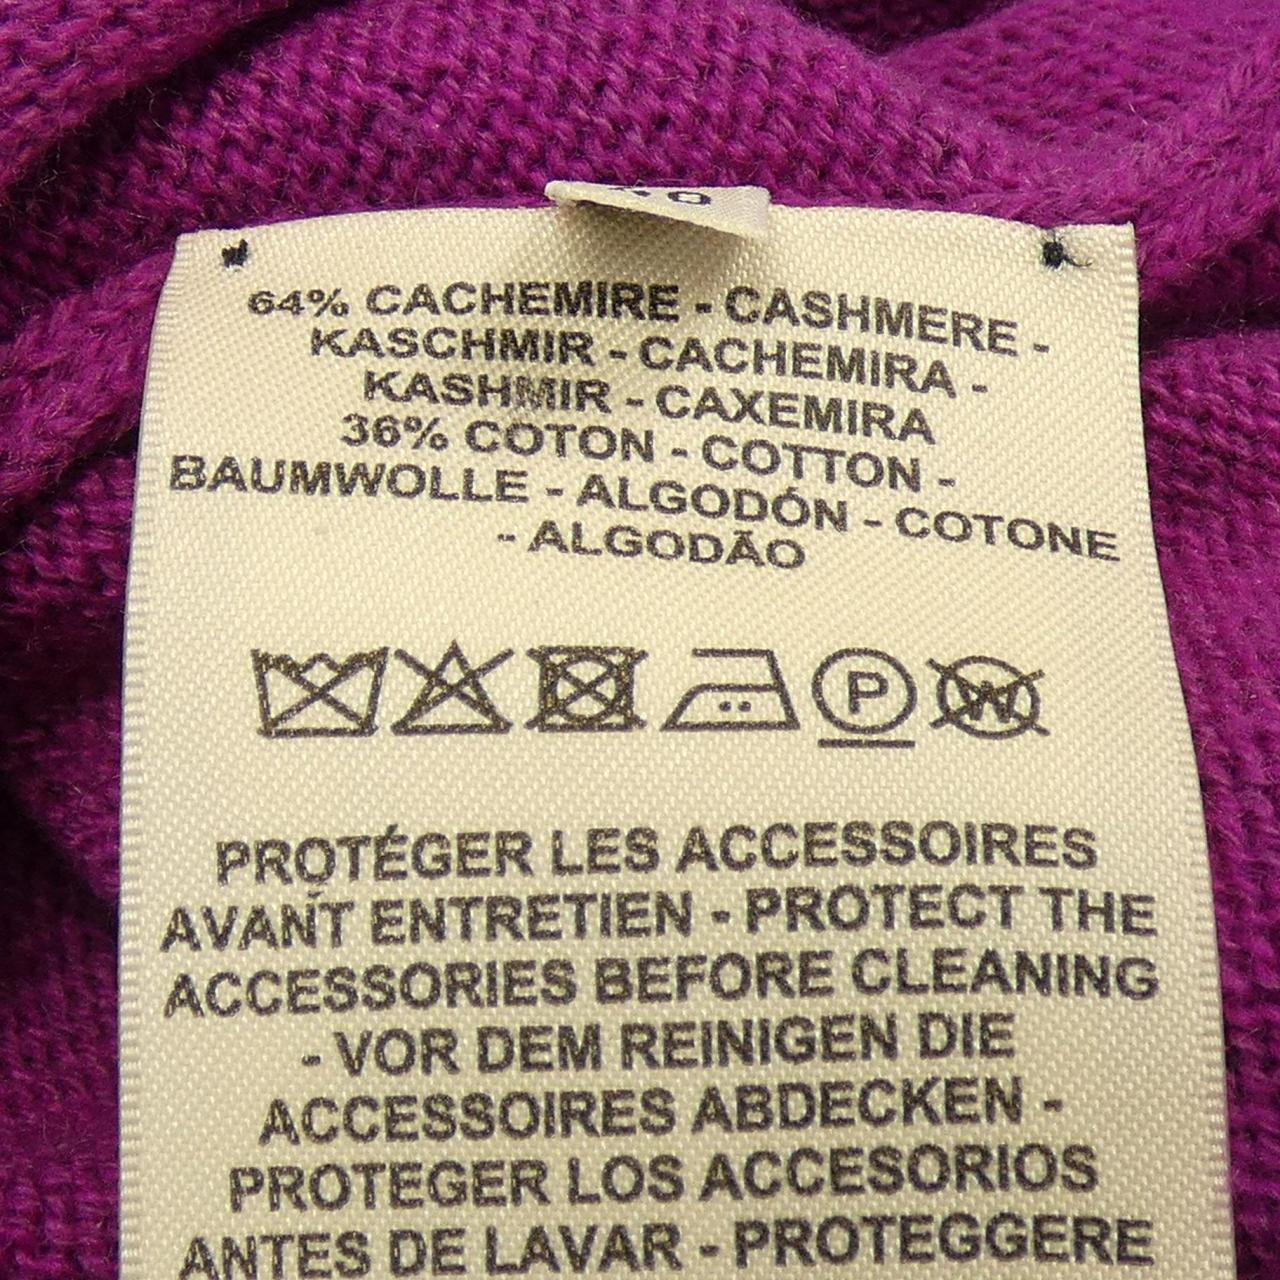 64% CACHEMIRE - CASHMERE -
KASCHMIR - CACHEMIRA -
KASHMIR - CAXEMIRA
36% COTON - COTTON -
BAUMWOLLE - ALGODÓN - COTONE
- ALGODÃO
P
W
PROTÉGER LES ACCESSOIRES
AVANT ENTRETIEN - PROTECT THE
ACCESSORIES BEFORE CLEANING
- VOR DEM REINIGEN DIE
ACCESSOIRES ABDECKEN -
PROTEGER LOS ACCESORIOS
ANTES DE LAVAR - PROTEGGERE